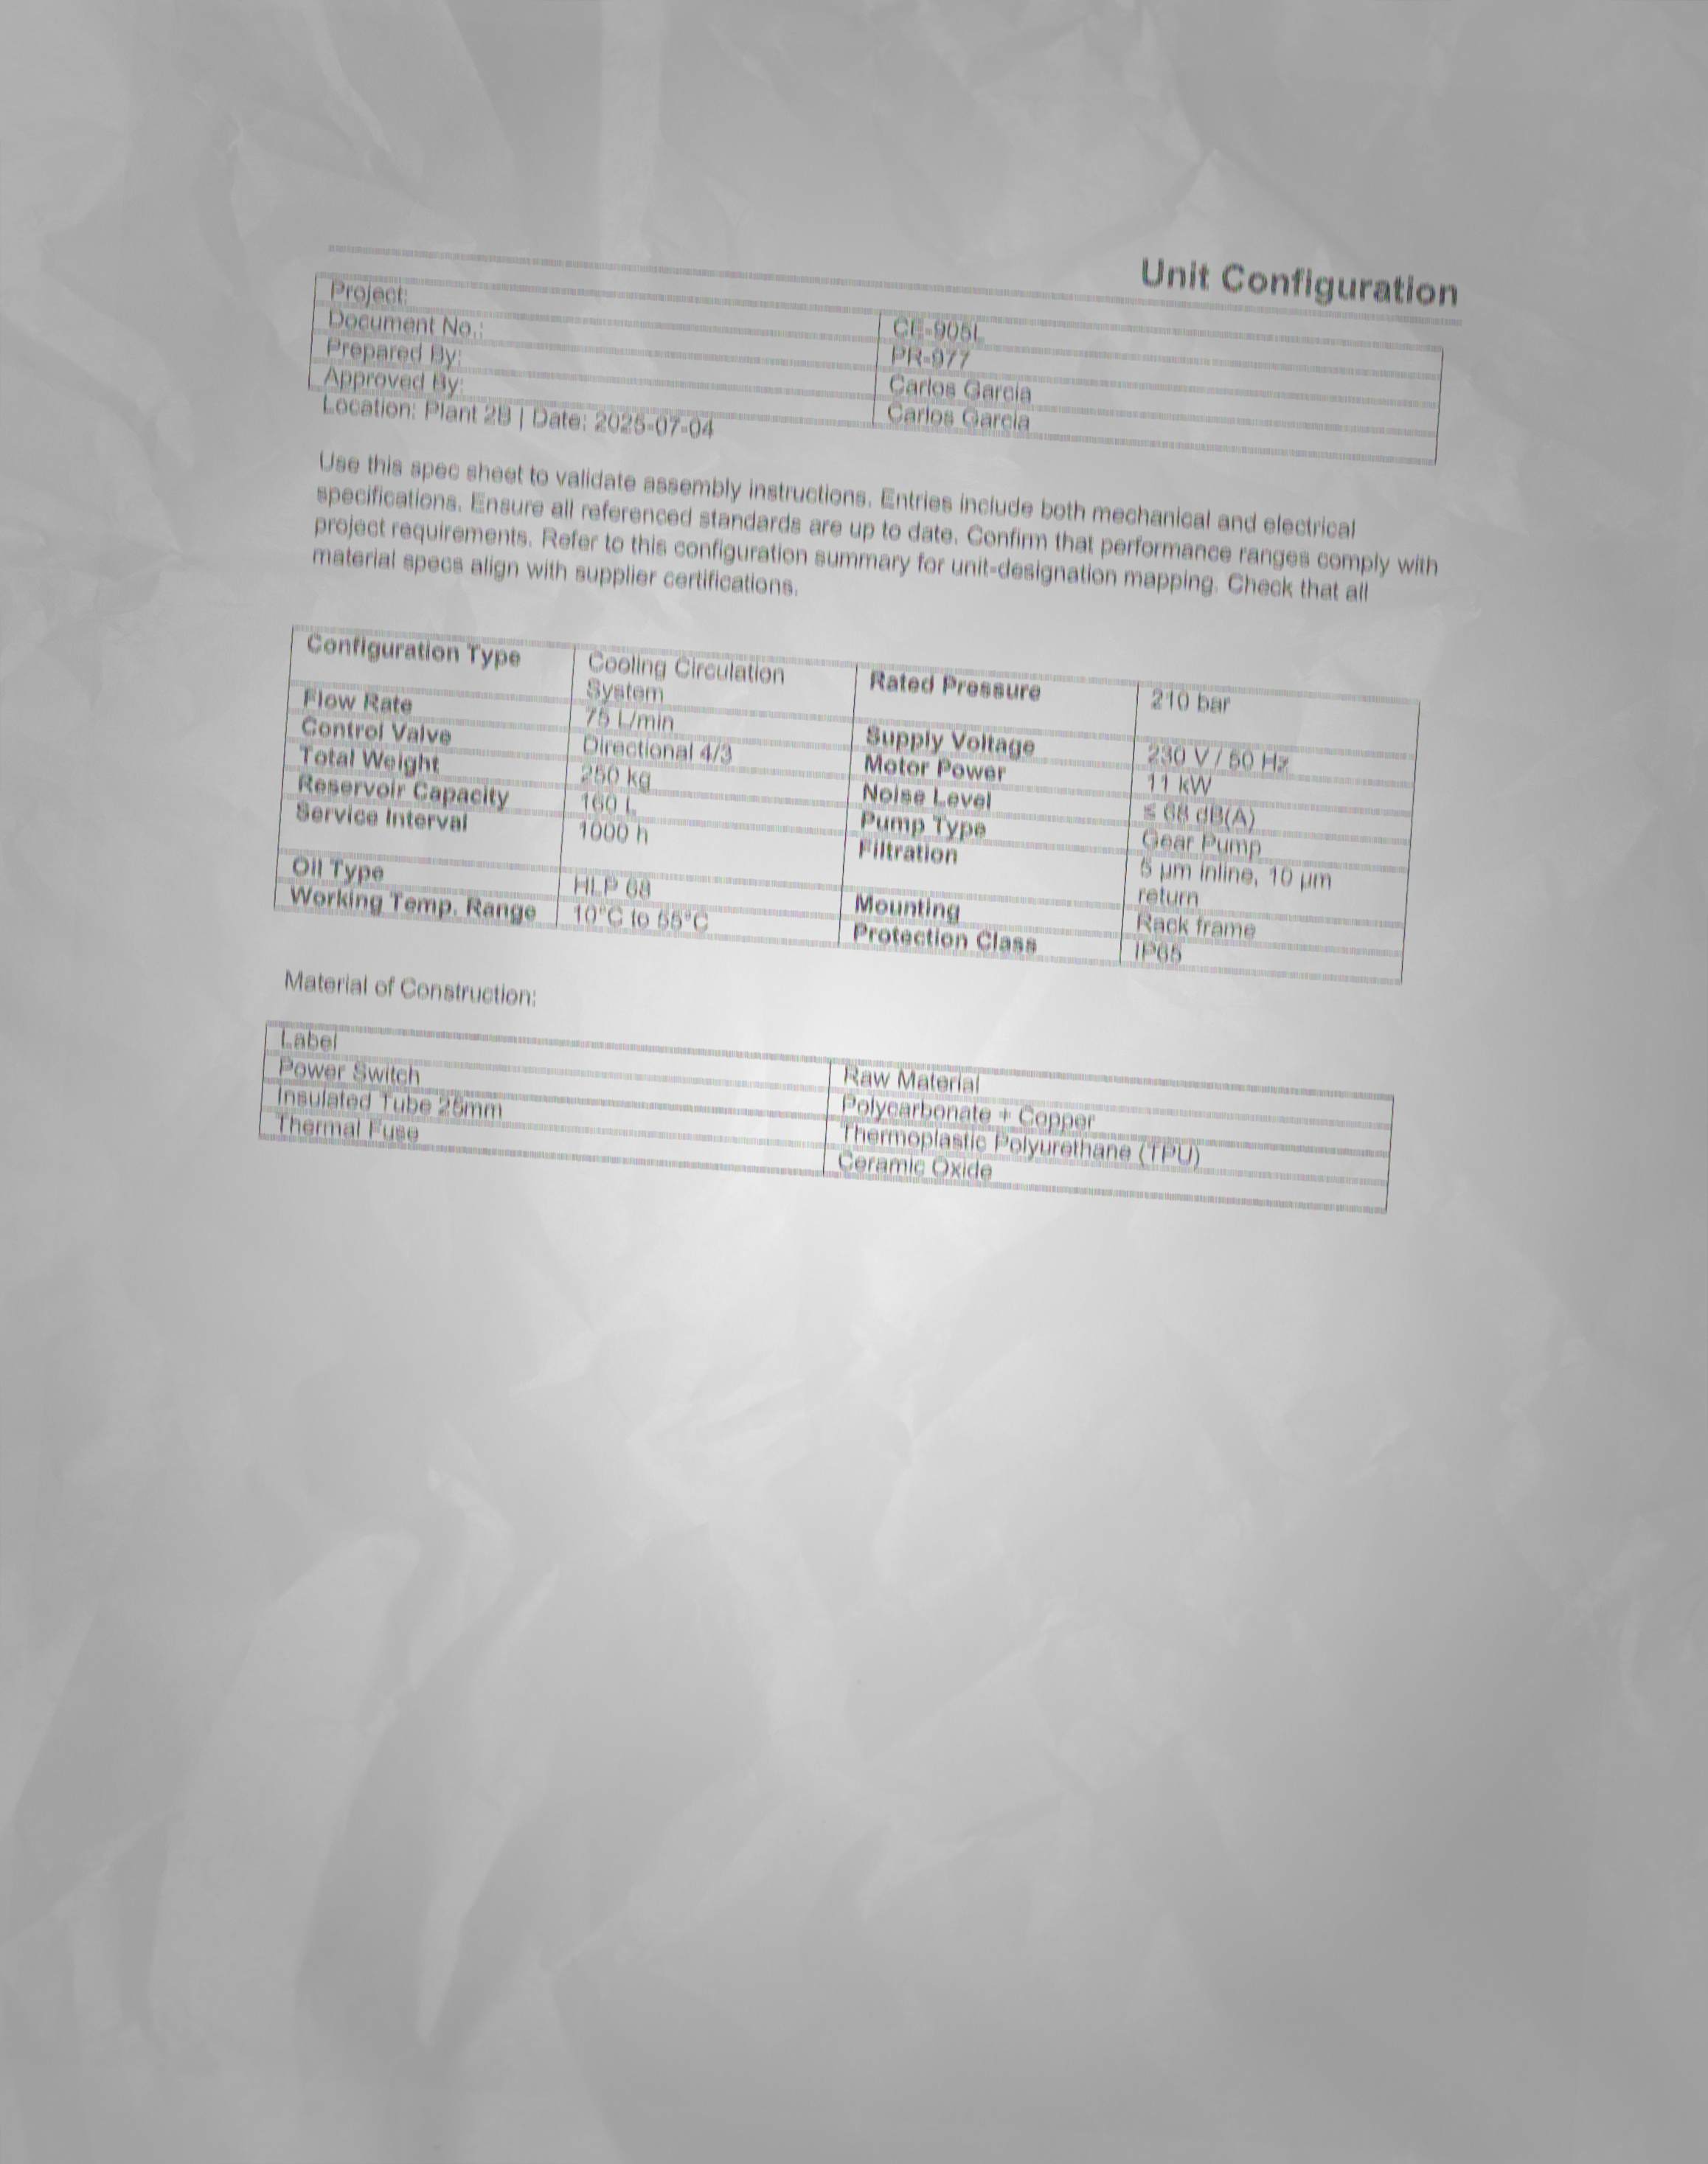 Unit Configuration
Project: CE-905L
Document No.: PR-977
Prepared By: Carlos Garcia
Approved By: Carlos Garcia
Location: Plant 2B | Date: 2025-07-04
Use this spec sheet to validate assembly instructions. Entries include both mechanical and electrical
specifications. Ensure all referenced standards are up to date. Confirm that performance ranges comply with
project requirements. Refer to this configuration summary for unit-designation mapping. Check that all
material specs align with supplier certifications.
Configuration Type Cooling Circulation Rated Pressure 210 bar
System
Flow Rate 75 L/min Supply Voltage 230 V / 50 Hz
Control Valve Directional 4/3 Motor Power 11 kW
Total Weight 250 kg Noise Level ≤ 68 dB(A)
Reservoir Capacity 160 L Pump Type Gear Pump
Service Interval 1000 h Filtration 5 µm inline, 10 µm
return
Oil Type HLP 68 Mounting Rack frame
Working Temp. Range 10°C to 55°C Protection Class IP65
Material of Construction:
Label Raw Material
Power Switch Polycarbonate + Copper
Insulated Tube 25mm Thermoplastic Polyurethane (TPU)
Thermal Fuse Ceramic Oxide